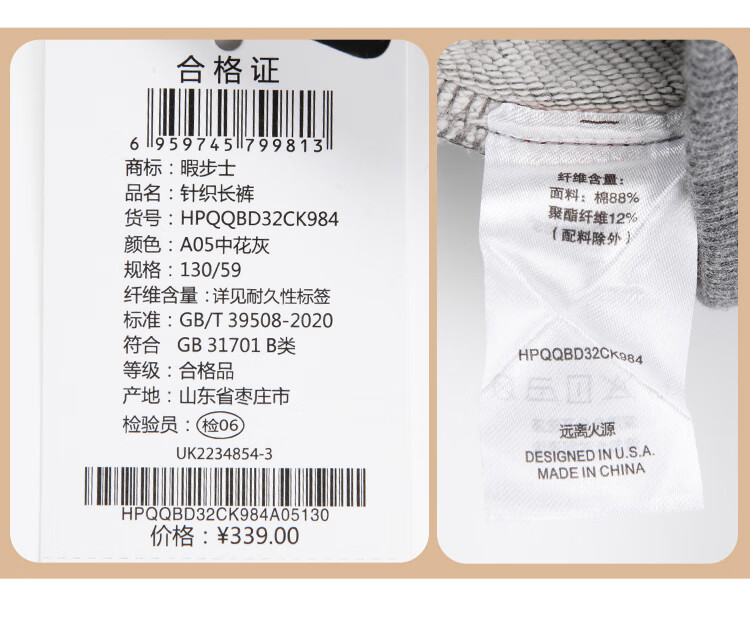 合格证
6 959745 799813
商标：暇步士
品名：针织长裤
货号：HPQQBD32CK984
颜色：A05中花灰
规格：130/59
纤维含量：详见耐久性标签
标准：GB/T 39508-2020
符合 GB 31701 B类
等级：合格品
产地：山东省枣庄市
检验员：检06
UK2234854-3
HPQQBD32CK984A05130
价格：¥339.00
纤维含量：
面料：棉88%
聚酯纤维12%
（配料除外）
HPQQBD32CK984
远离火源
DESIGNED IN U.S.A.
MADE IN CHINA